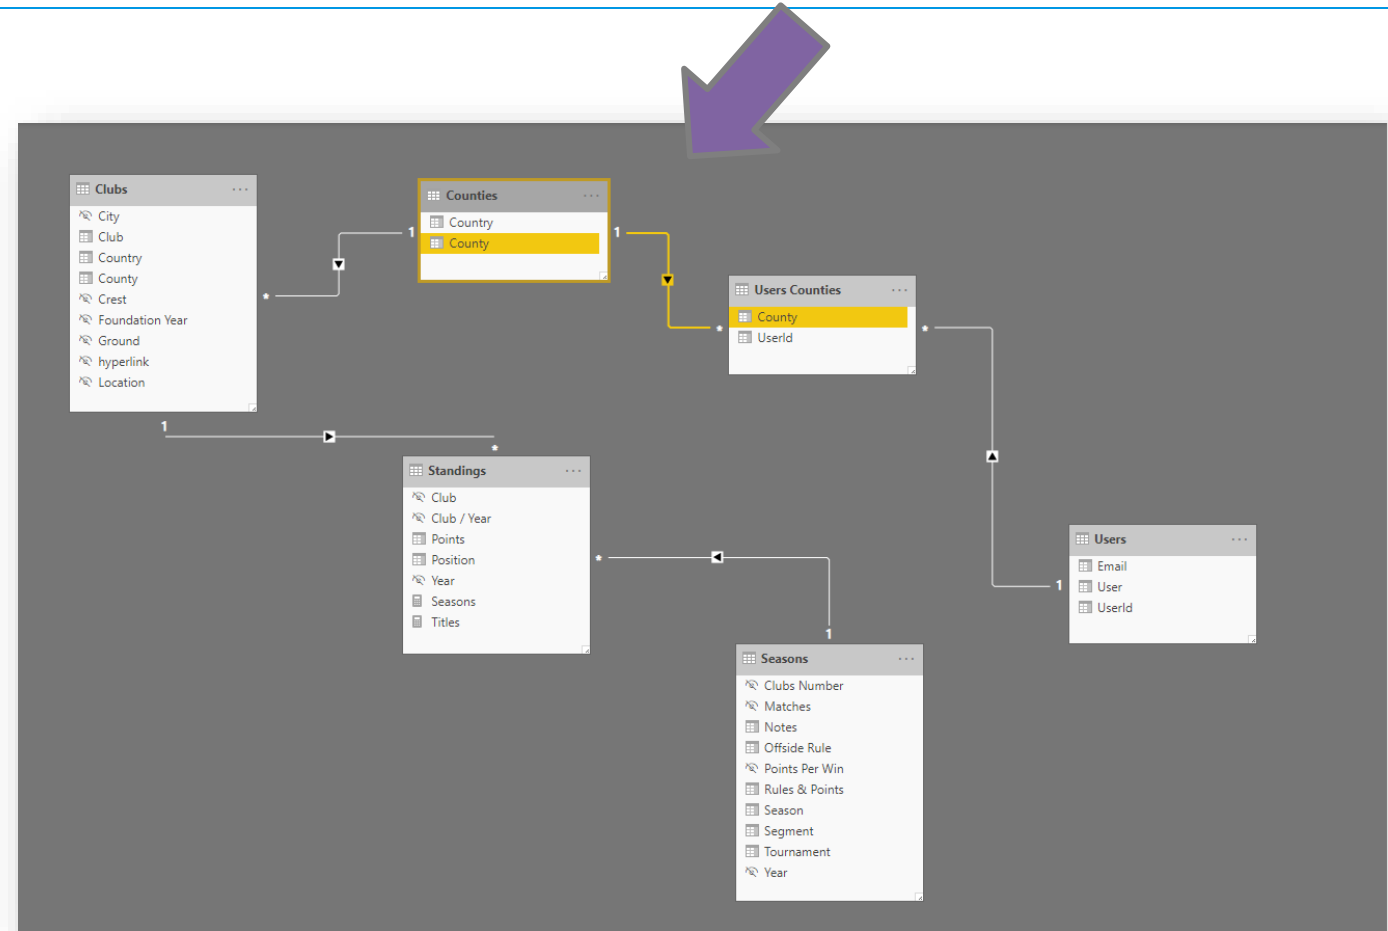 Clubs ...
City
Club
Country
County
Crest
Foundation Year
Ground
hyperlink
Location
Counties ...
Country
County
1
1
*
Users Counties ...
County
UserId
*
*
1
*
Standings ...
Club
Club / Year
Points
Position
Year
Seasons
Titles
*
1
Users ...
Email
User
UserId
1
Seasons ...
Clubs Number
Matches
Notes
Offside Rule
Points Per Win
Rules & Points
Season
Segment
Tournament
Year